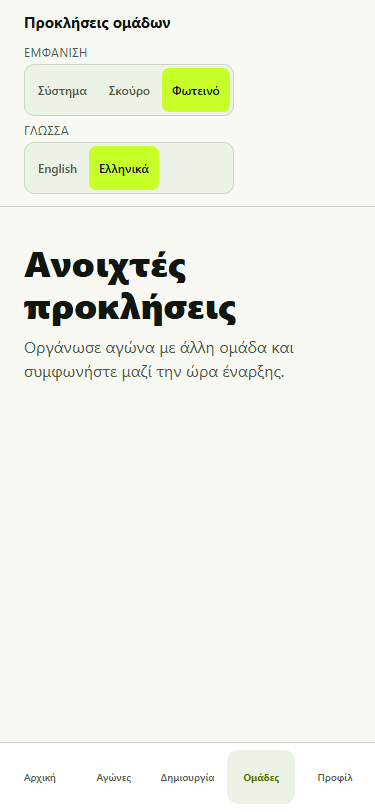 Προκλήσεις ομάδων
ΕΜΦΑΝΙΣΗ
Σύστημα Σκούρο Φωτεινό
ΓΛΩΣΣΑ
English Ελληνικά
Ανοιχτές
προκλήσεις
Οργάνωσε αγώνα με άλλη ομάδα και
συμφωνήστε μαζί την ώρα έναρξης.
Αρχική Αγώνες Δημιουργία Ομάδες Προφίλ